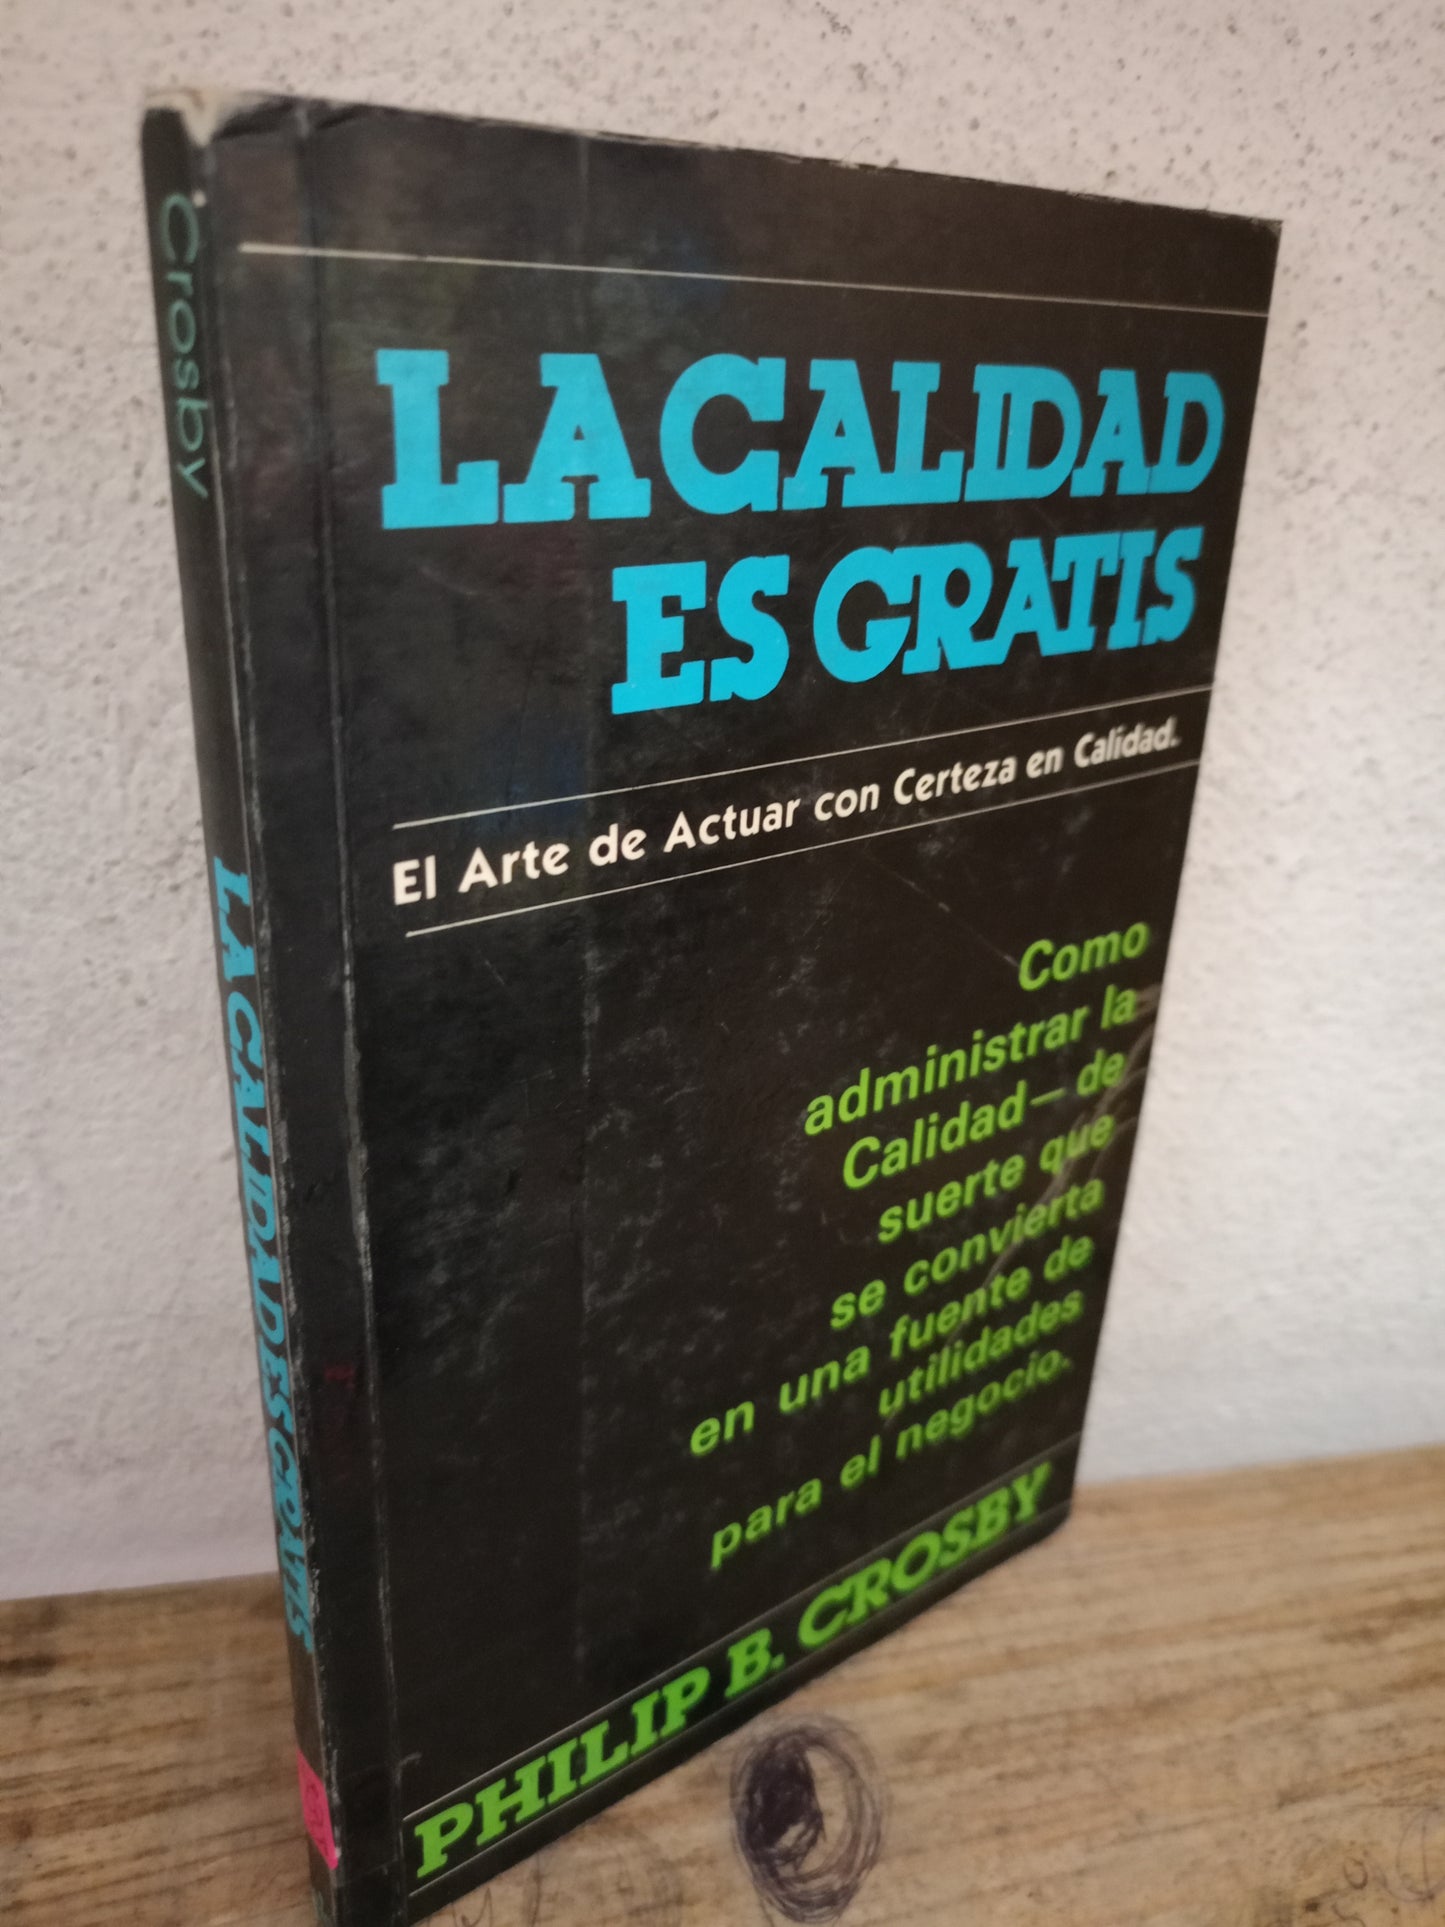 Crosby
LA CALIDAD ES GRATIS
LA CALIDAD
ES GRATIS
El Arte de Actuar con Certeza en Calidad.
Como
administrar la
Calidad—de
suerte que
se convierta
en una fuente de
utilidades
para el negocio.
PHILIP B. CROSBY